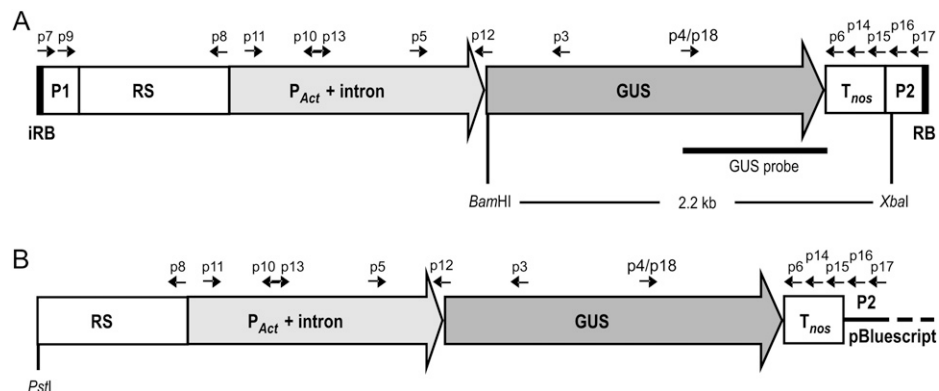 A
p7 p9 p8 p11 p10 p13 p5 p12 p3 p4/p18 p6 p14 p15 p16 p17
P1 RS PAct + intron GUS Tnos P2
iRB RB
GUS probe
BamHI 2.2 kb XbaI
B
p8 p11 p10 p13 p5 p12 p3 p4/p18 p6 p14 p15 p16 p17
P2
RS PAct + intron GUS Tnos
pBluescript
PstI